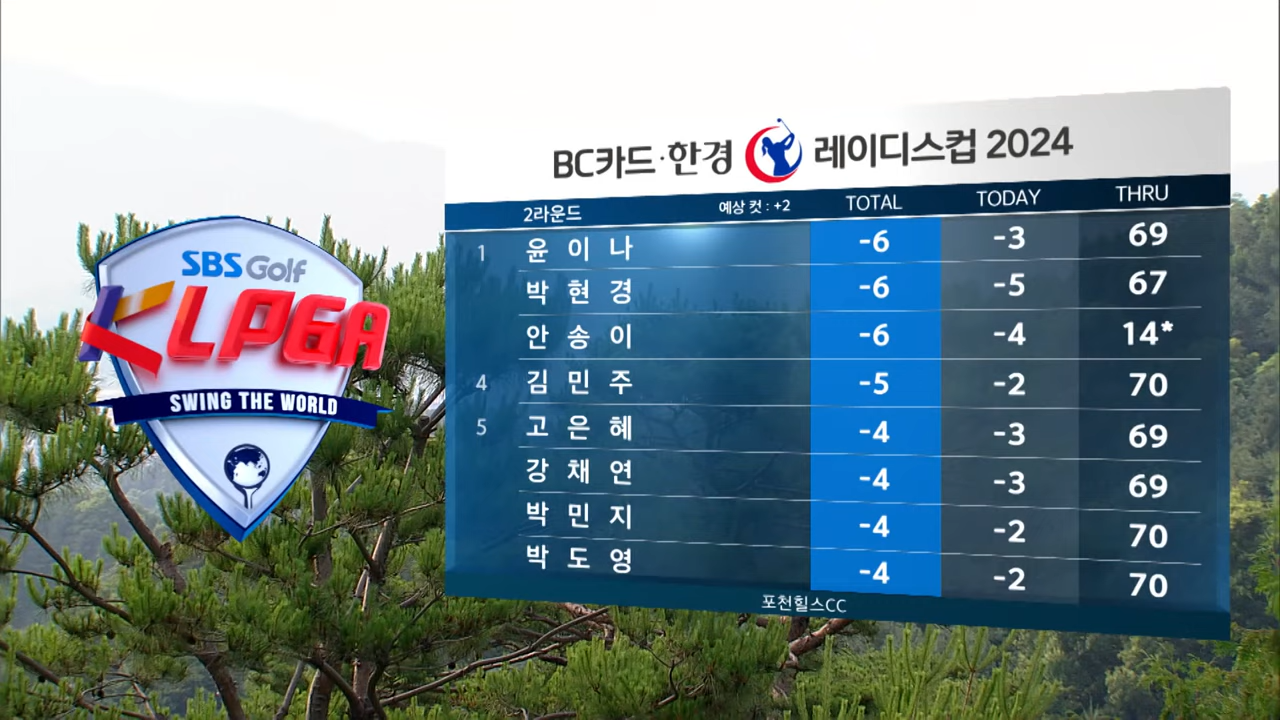 BC카드·한경 레이디스컵 2024
2라운드 예상 컷 : +2 TOTAL TODAY THRU
1 윤이나 -6 -3 69
박현경 -6 -5 67
안송이 -6 -4 14*
4 김민주 -5 -2 70
5 고은혜 -4 -3 69
강채연 -4 -3 69
박민지 -4 -2 70
박도영 -4 -2 70
포천힐스CC
SBS Golf
KLPGA
SWING THE WORLD